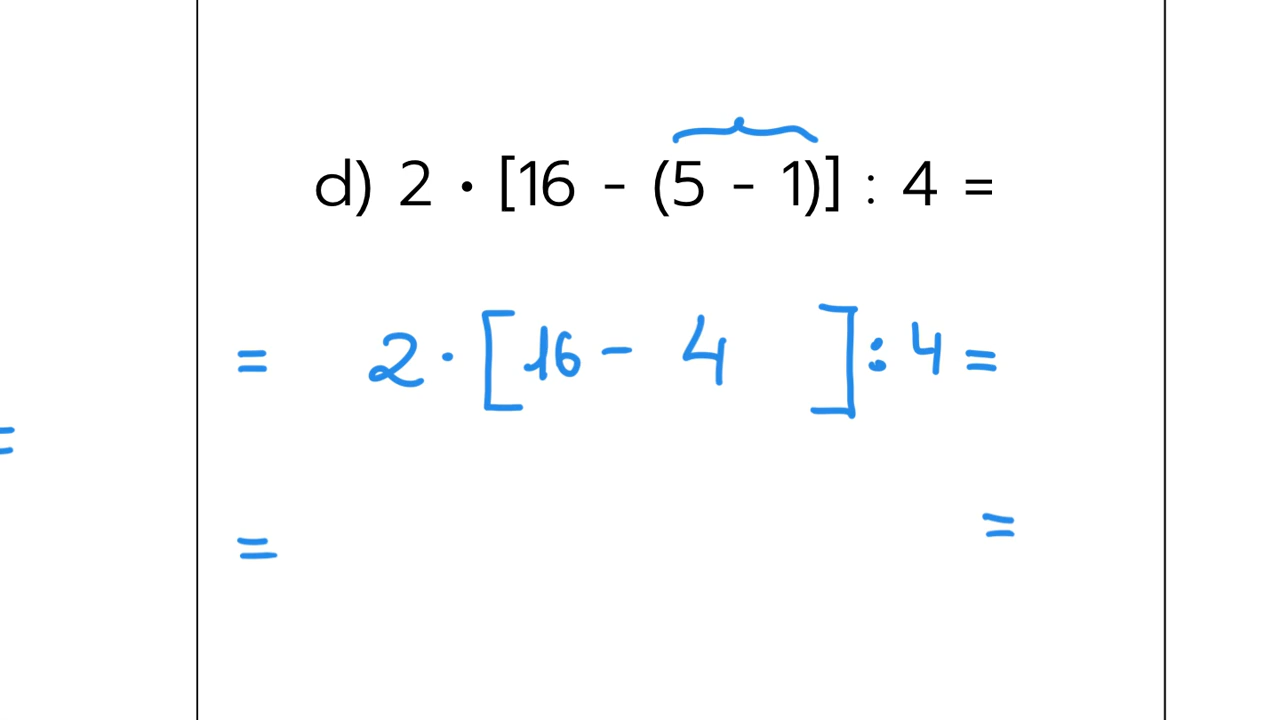 d) 2 · [16 - (5 - 1)] : 4 =
= 2 · [16 - 4 ] : 4 =
=
= =